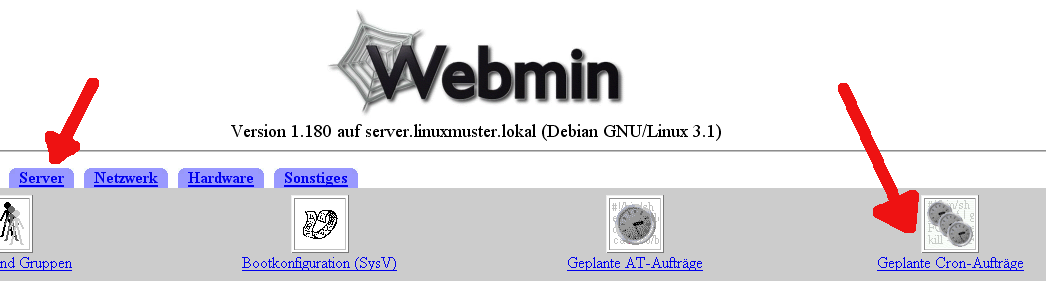 Webmin
Version 1.180 auf server.linuxmuster.lokal (Debian GNU/Linux 3.1)
Server Netzwerk Hardware Sonstiges
nd Gruppen Bootkonfiguration (SysV) Geplante AT-Aufträge Geplante Cron-Aufträge